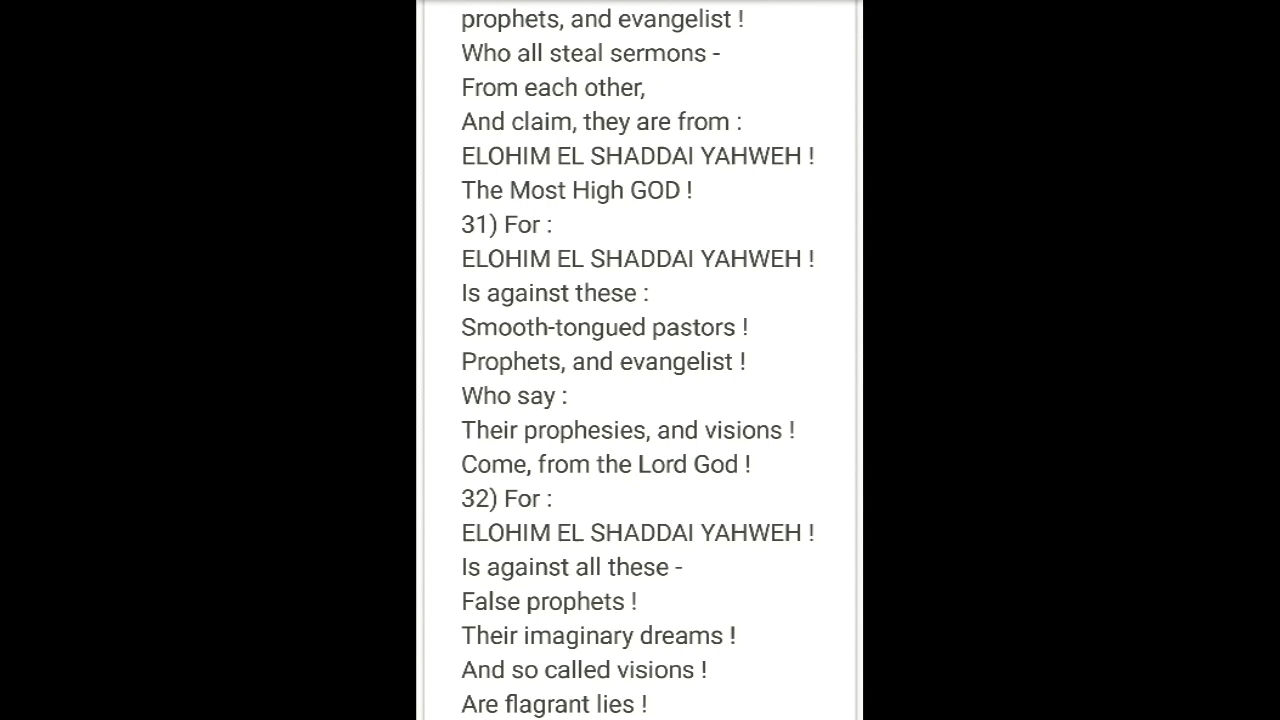 prophets, and evangelist !
Who all steal sermons -
From each other,
And claim, they are from :
ELOHIM EL SHADDAI YAHWEH !
The Most High GOD !
31) For :
ELOHIM EL SHADDAI YAHWEH !
Is against these :
Smooth-tongued pastors !
Prophets, and evangelist !
Who say :
Their prophesies, and visions !
Come, from the Lord God !
32) For :
ELOHIM EL SHADDAI YAHWEH !
Is against all these -
False prophets !
Their imaginary dreams !
And so called visions !
Are flagrant lies !